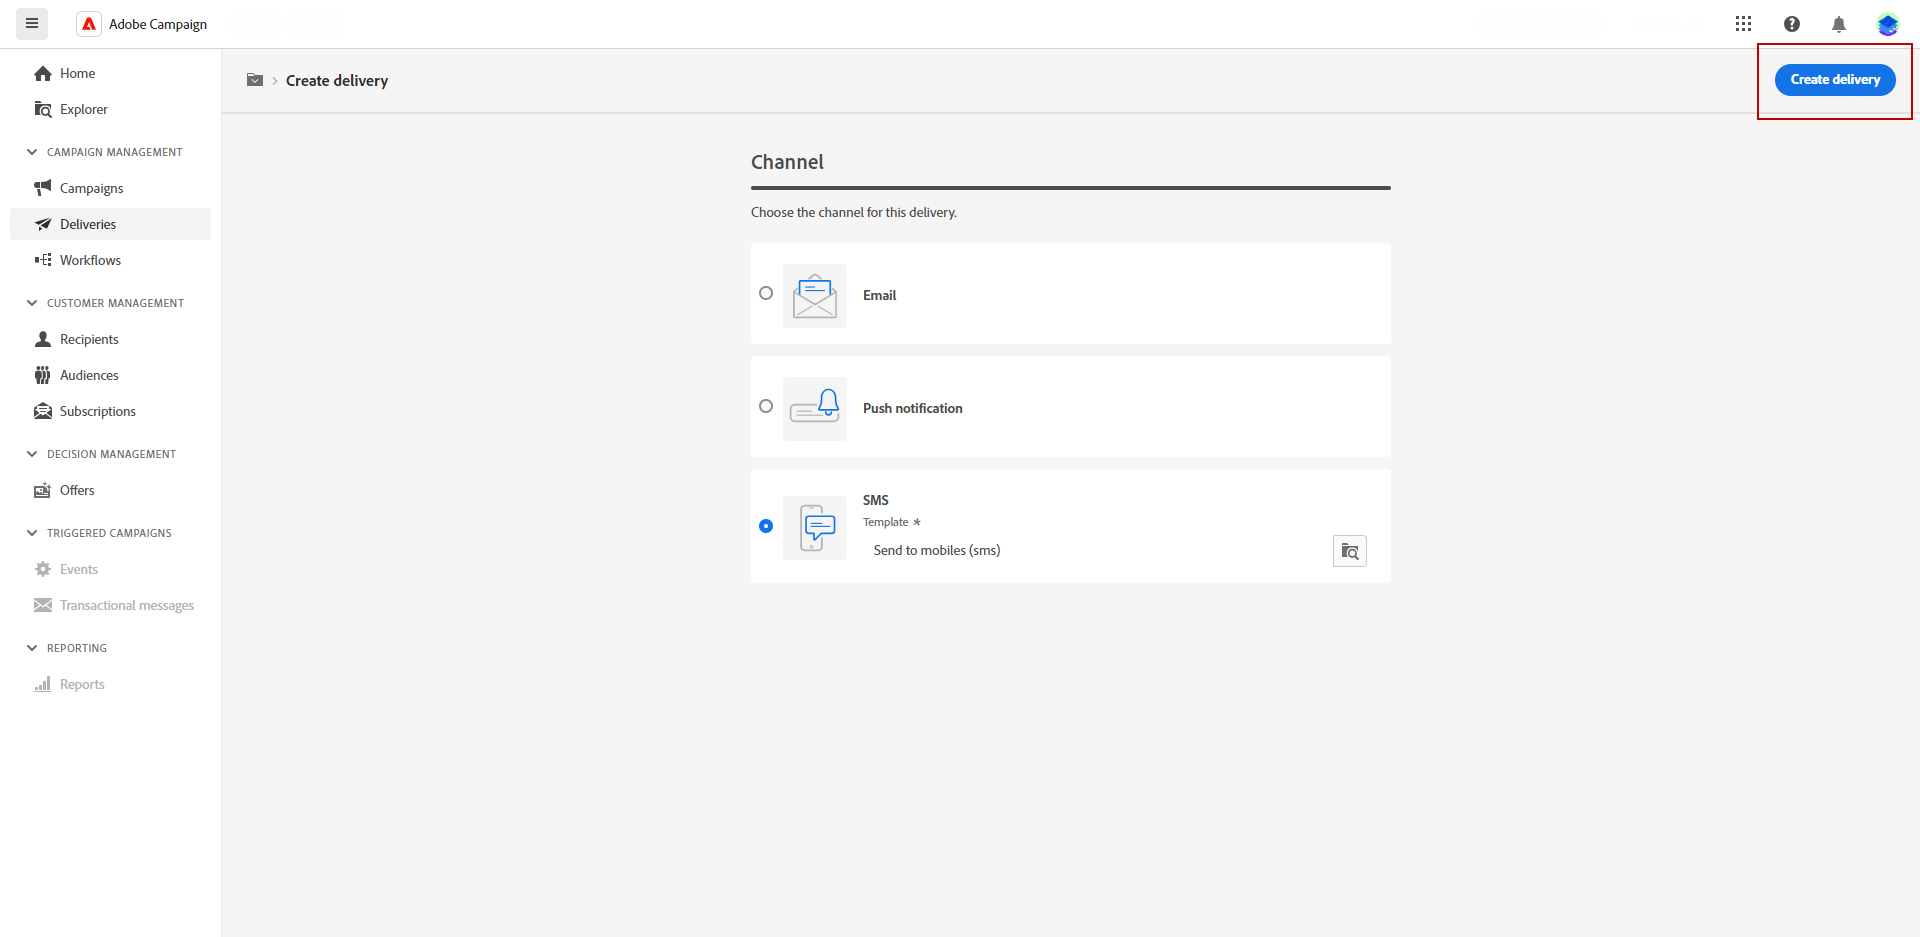 Adobe Campaign
Home
Explorer
CAMPAIGN MANAGEMENT
Campaigns
Deliveries
Workflows
CUSTOMER MANAGEMENT
Recipients
Audiences
Subscriptions
DECISION MANAGEMENT
Offers
TRIGGERED CAMPAIGNS
Events
Transactional messages
REPORTING
Reports
Create delivery
Create delivery
Channel
Choose the channel for this delivery.
Email
Push notification
SMS
Template *
Send to mobiles (sms)